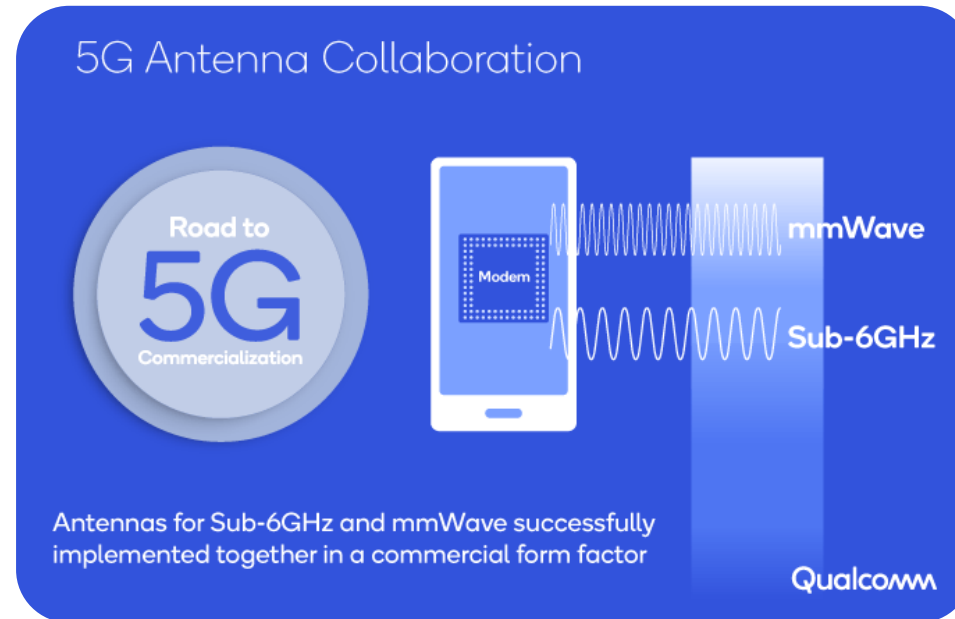 5G Antenna Collaboration
Road to
5G
Commercialization
Modem
mmWave
Sub-6GHz
Antennas for Sub-6GHz and mmWave successfully
implemented together in a commercial form factor
Qualcomm